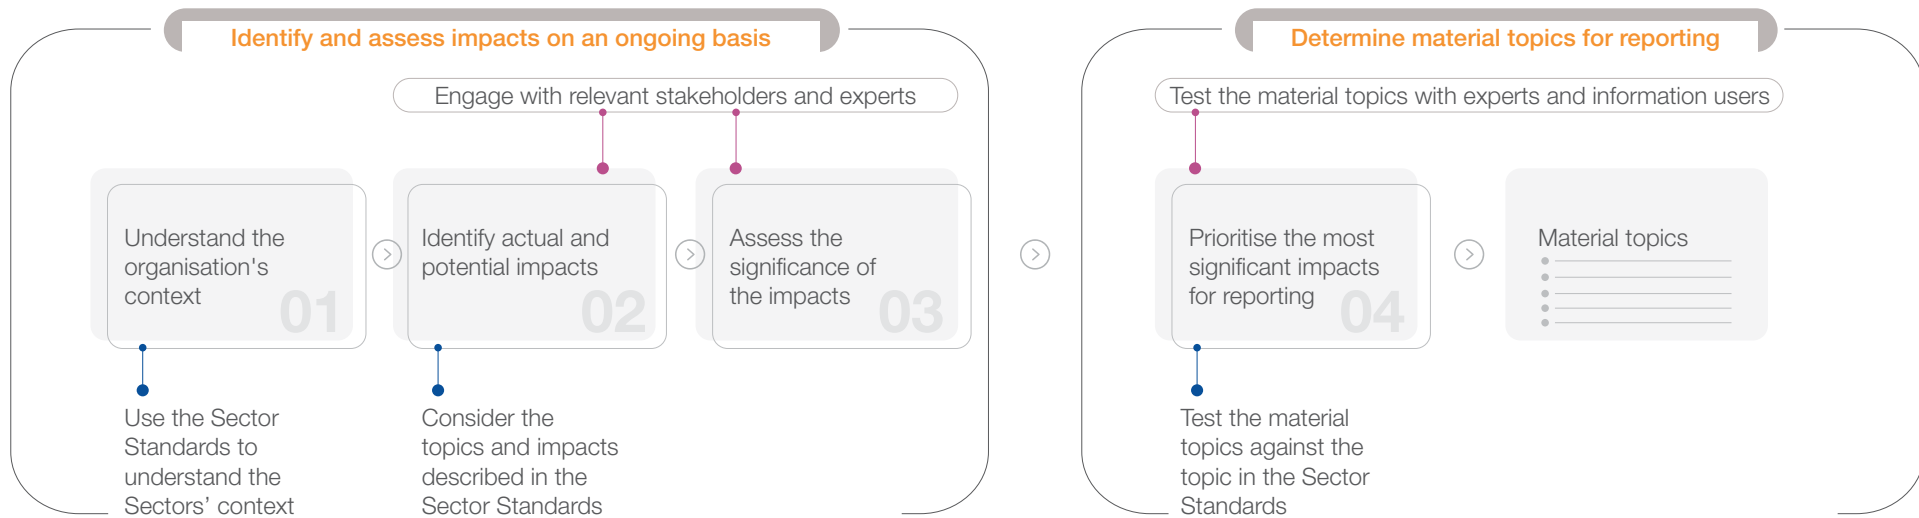 Identify and assess impacts on an ongoing basis
Engage with relevant stakeholders and experts
Understand the
organisation's
context
01
Identify actual and
potential impacts
02
Assess the
significance of
the impacts
03
Use the Sector
Standards to
understand the
Sectors' context
Consider the
topics and impacts
described in the
Sector Standards
Determine material topics for reporting
Test the material topics with experts and information users
Prioritise the most
significant impacts
for reporting
04
Material topics
Test the material
topics against the
topic in the Sector
Standards